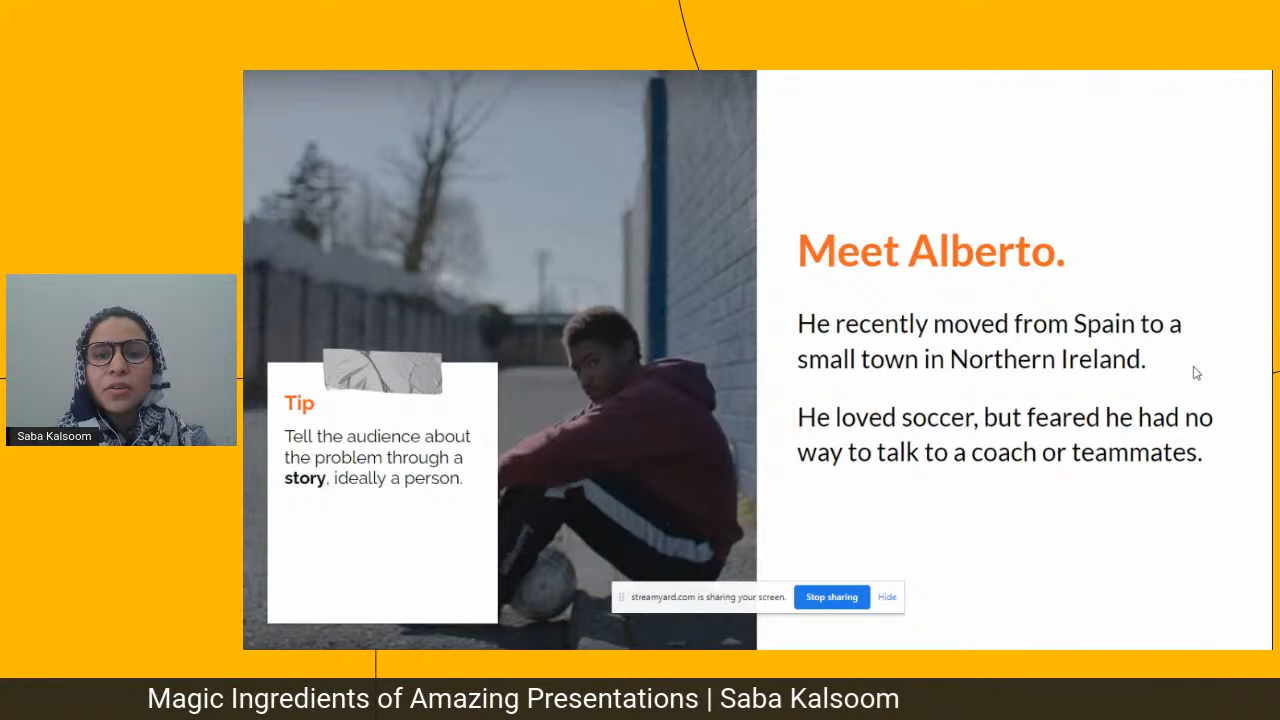 Meet Alberto.
He recently moved from Spain to a
small town in Northern Ireland.
He loved soccer, but feared he had no
way to talk to a coach or teammates.
Tip
Tell the audience about
the problem through a
story, ideally a person.
Saba Kalsoom
streamyard.com is sharing your screen. Stop sharing Hide
Magic Ingredients of Amazing Presentations | Saba Kalsoom